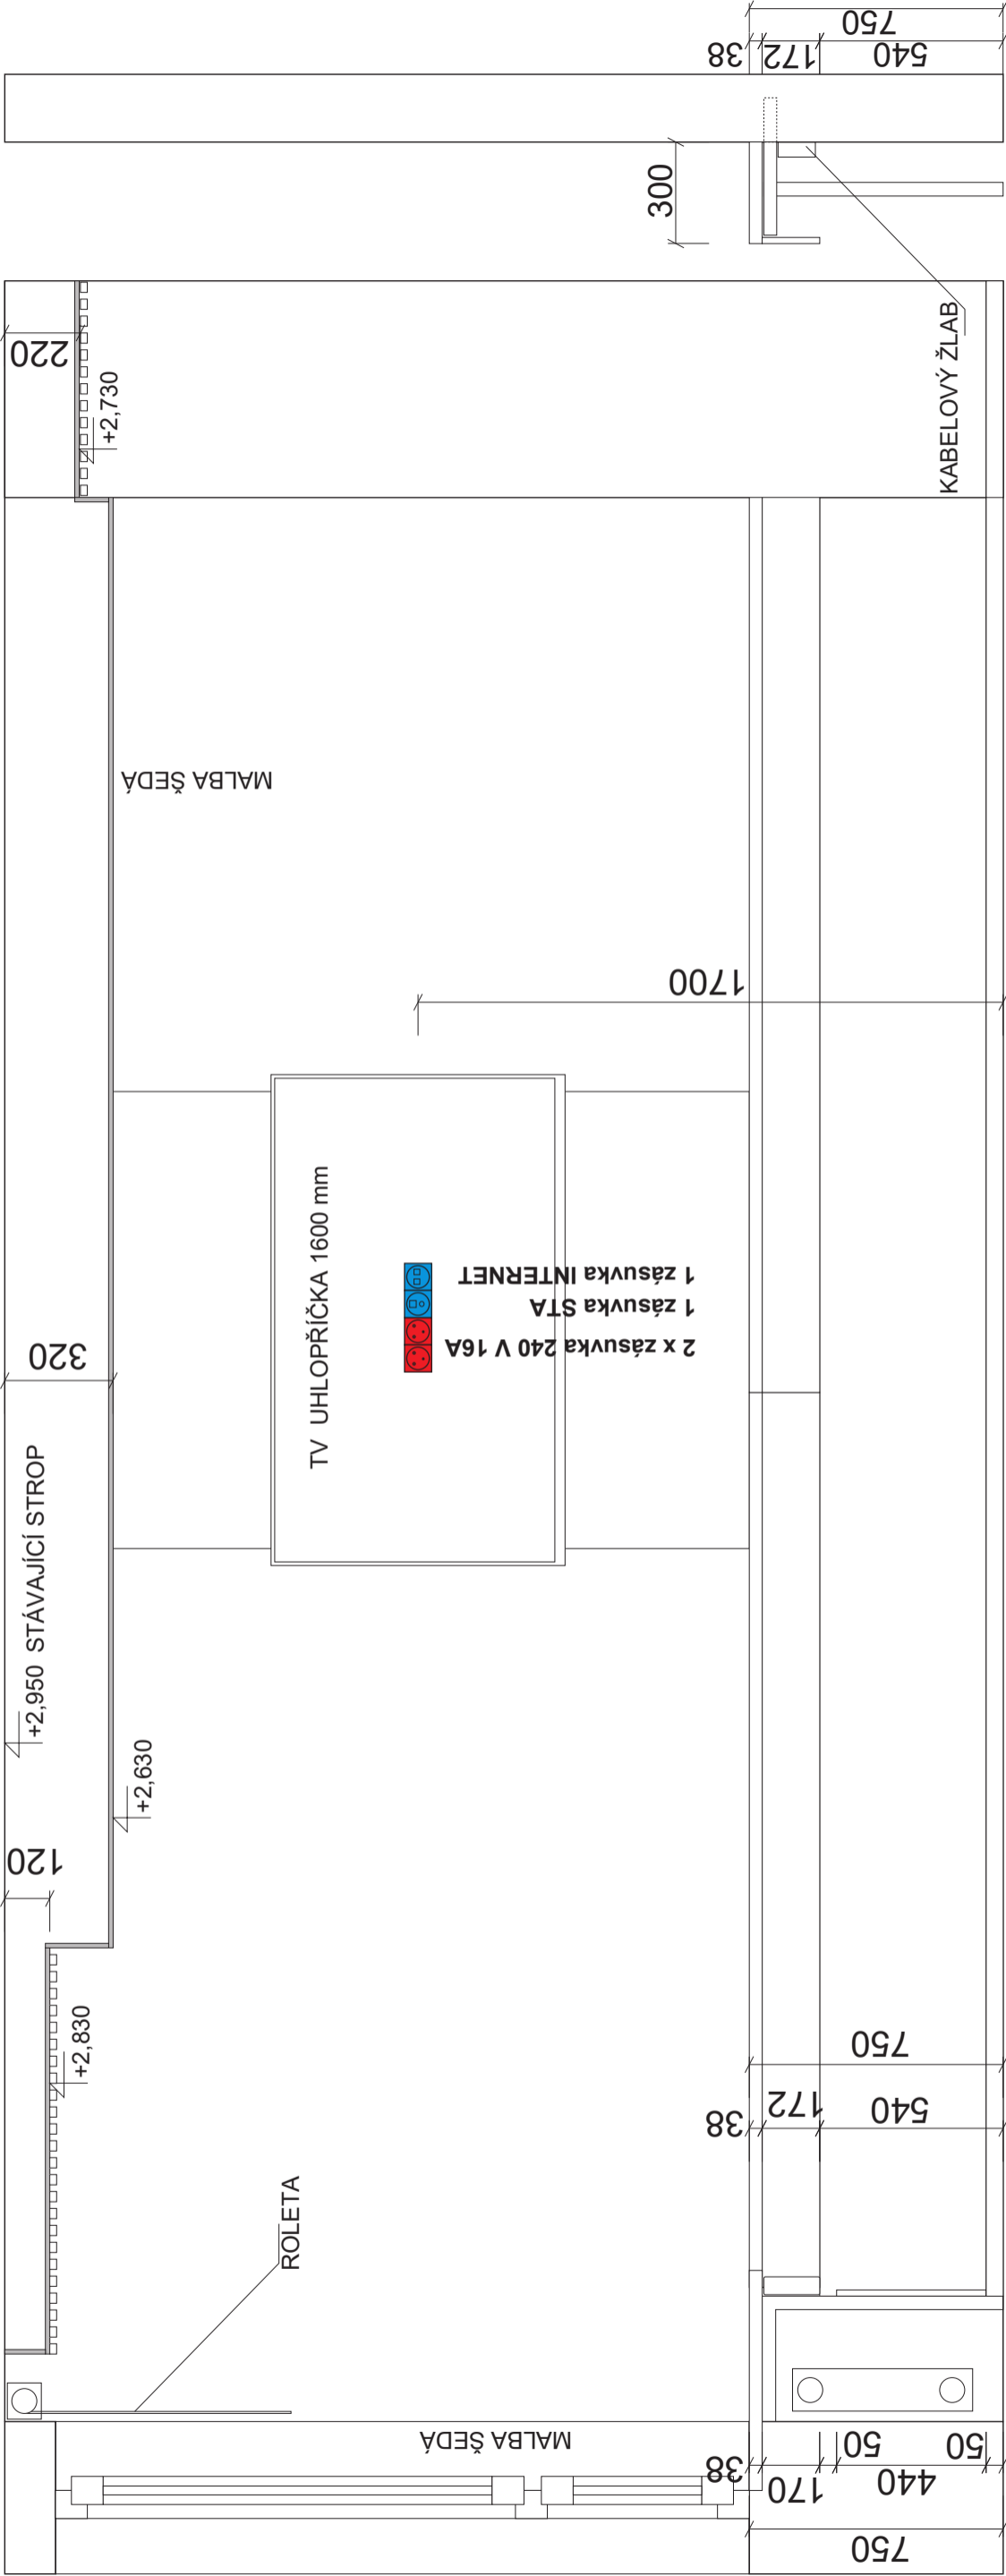 750
38
172
540
300
220
+2,730
KABELOVÝ ŽLAB
MALBA ŠEDÁ
1700
TV UHLOPŘÍČKA 1600 mm
1 zásuvka INTERNET
1 zásuvka STA
2 x zásuvka 240 V 16A
320
+2,950 STÁVAJÍCÍ STROP
+2,630
120
+2,830
750
38
172
540
ROLETA
MALBA ŠEDÁ
38
170
50
440
50
750